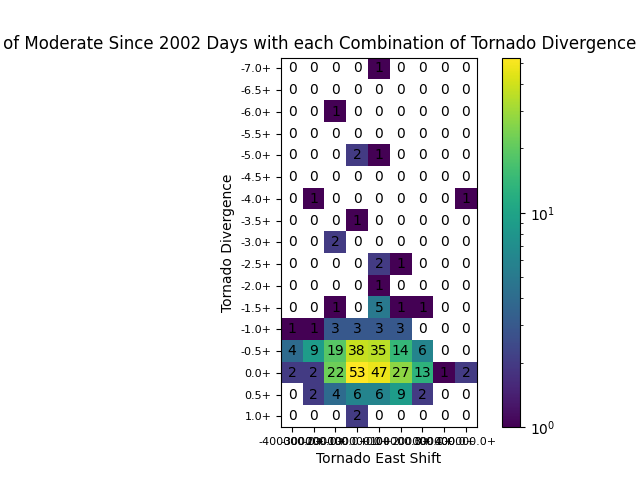 of Moderate Since 2002 Days with each Combination of Tornado Divergence
-7.0+ 0 0 0 0 1 0 0 0 0
-6.5+ 0 0 0 0 0 0 0 0 0
-6.0+ 0 0 1 0 0 0 0 0 0
-5.5+ 0 0 0 0 0 0 0 0 0
-5.0+ 0 0 0 2 1 0 0 0 0
-4.5+ 0 0 0 0 0 0 0 0 0
-4.0+ 0 1 0 0 0 0 0 0 1
-3.5+ 0 0 0 1 0 0 0 0 0
-3.0+ 0 0 2 0 0 0 0 0 0
-2.5+ 0 0 0 0 2 1 0 0 0
-2.0+ 0 0 0 0 1 0 0 0 0
-1.5+ 0 0 1 0 5 1 1 0 0
-1.0+ 1 1 3 3 3 3 0 0 0
-0.5+ 4 9 19 38 35 14 6 0 0
0.0+ 2 2 22 53 47 27 13 1 2
0.5+ 0 2 4 6 6 9 2 0 0
1.0+ 0 0 0 2 0 0 0 0 0
Tornado Divergence
Tornado East Shift
10^1
10^0